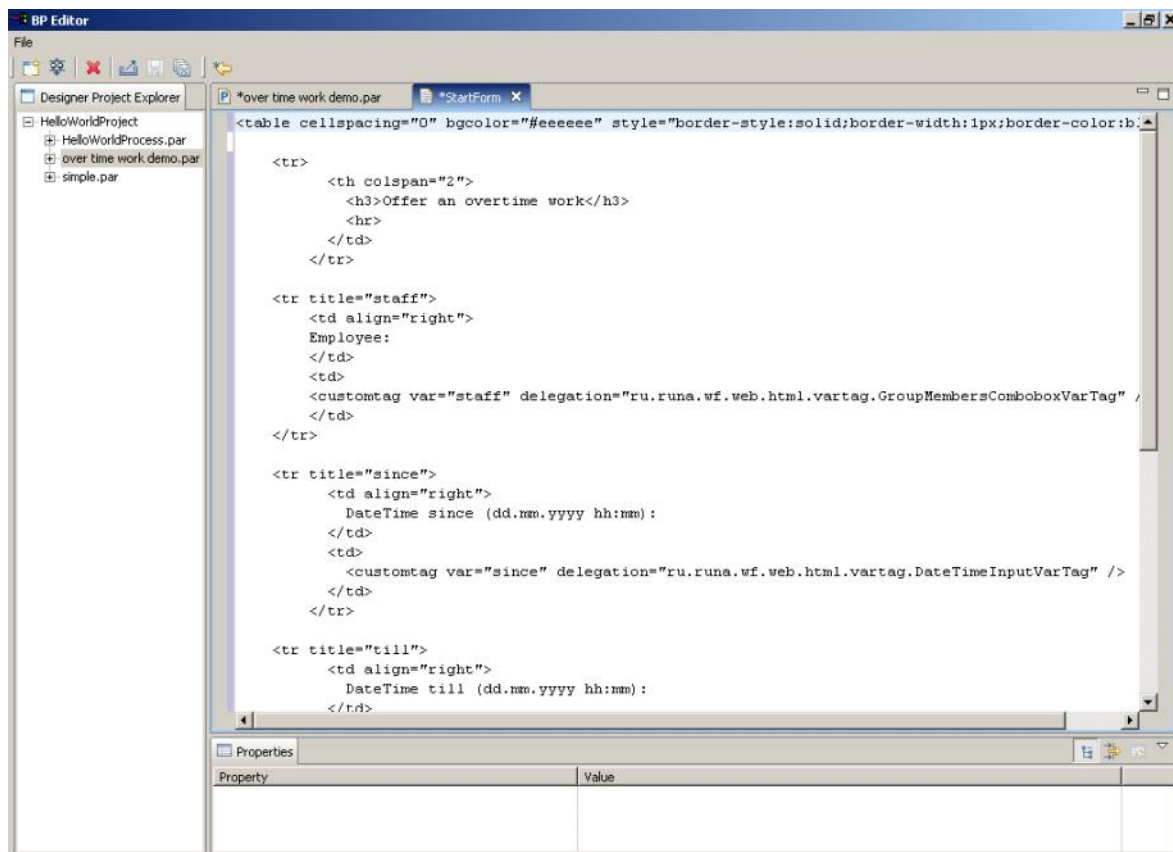 BP Editor
File
Designer Project Explorer
HelloWorldProject
HelloWorldProcess.par
over time work demo.par
simple.par
*over time work demo.par
*StartForm
<table cellspacing="0" bgcolor="#eeeeee" style="border-style:solid;border-width:1px;border-color:bl
<tr>
<th colspan="2">
<h3>Offer an overtime work</h3>
<hr>
</td>
</tr>
<tr title="staff">
<td align="right">
Employee:
</td>
<td>
<customtag var="staff" delegation="ru.runa.wf.web.html.vartag.GroupMembersComboboxVarTag" /
</td>
</tr>
<tr title="since">
<td align="right">
DateTime since (dd.mm.yyyy hh:mm):
</td>
<td>
<customtag var="since" delegation="ru.runa.wf.web.html.vartag.DateTimeInputVarTag" />
</td>
</tr>
<tr title="till">
<td align="right">
DateTime till (dd.mm.yyyy hh:mm):
</td>
Properties
Property Value